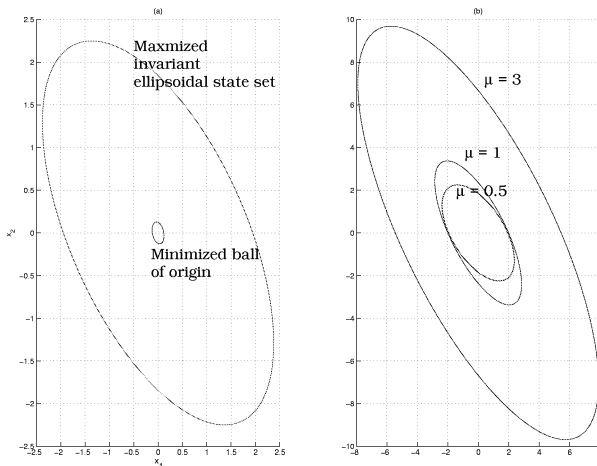 (a)
2.5
2
1.5
1
0.5
0
−0.5
−1
−1.5
−2
−2.5
x2
−2.5 −2 −1.5 −1 −0.5 0 0.5 1 1.5 2 2.5
x1
Maxmized
invariant
ellipsoidal state set
Minimized ball
of origin
(b)
10
8
6
4
2
0
−2
−4
−6
−8
−10
−8 −6 −4 −2 0 2 4 6
μ = 3
μ = 1
μ = 0.5